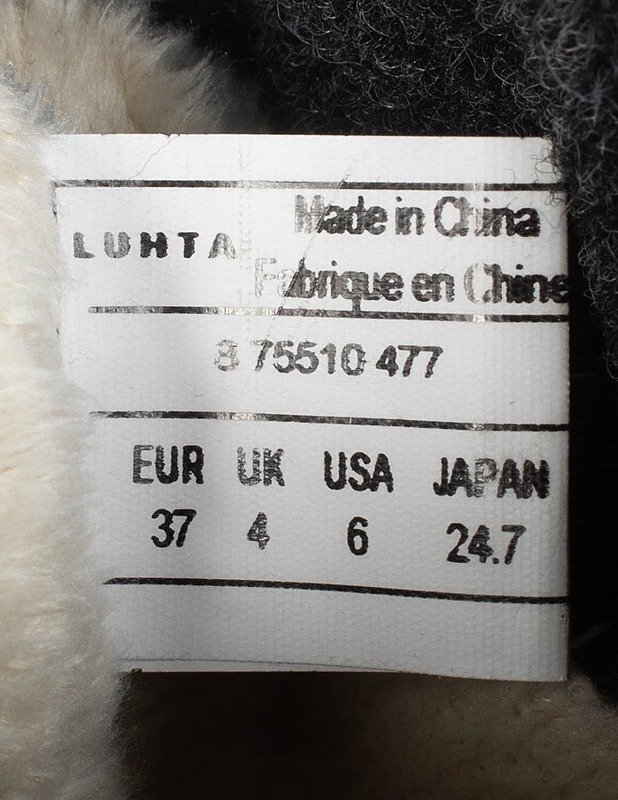 LUHTA
Made in China
Fabrique en Chine
8 75510 477
EUR UK USA JAPAN
37 4 6 24.7